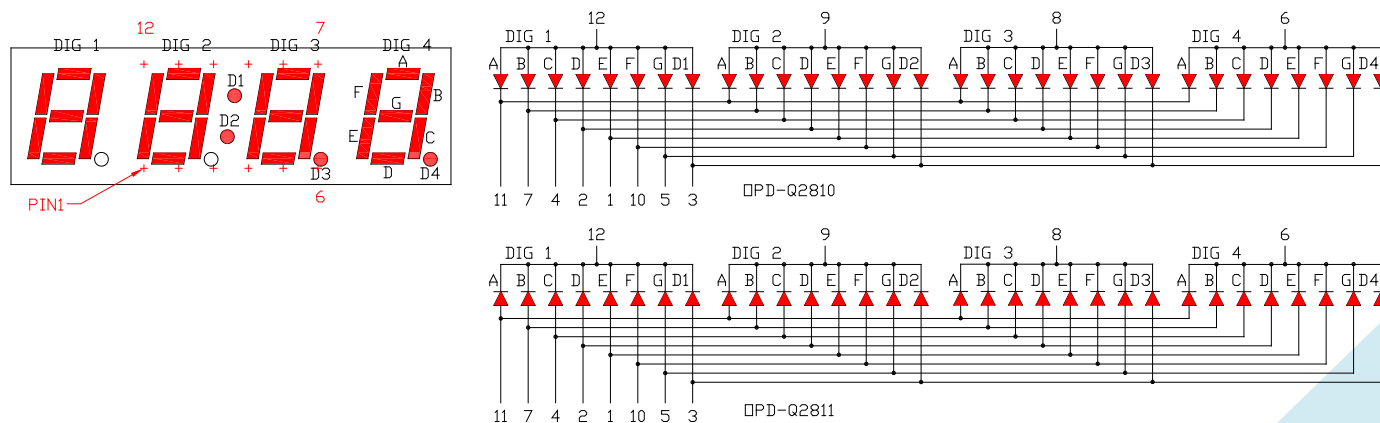 12 7
DIG 1 DIG 2 DIG 3 DIG 4
A
D1
F B
G
D2
E C
D3 D D4
PIN1
6
12 9 8 6
DIG 1 DIG 2 DIG 3 DIG 4
A B C D E F G D1 A B C D E F G D2 A B C D E F G D3 A B C D E F G D4
OPD-Q2810
11 7 4 2 1 10 5 3
12 9 8 6
DIG 1 DIG 2 DIG 3 DIG 4
A B C D E F G D1 A B C D E F G D2 A B C D E F G D3 A B C D E F G D4
OPD-Q2811
11 7 4 2 1 10 5 3